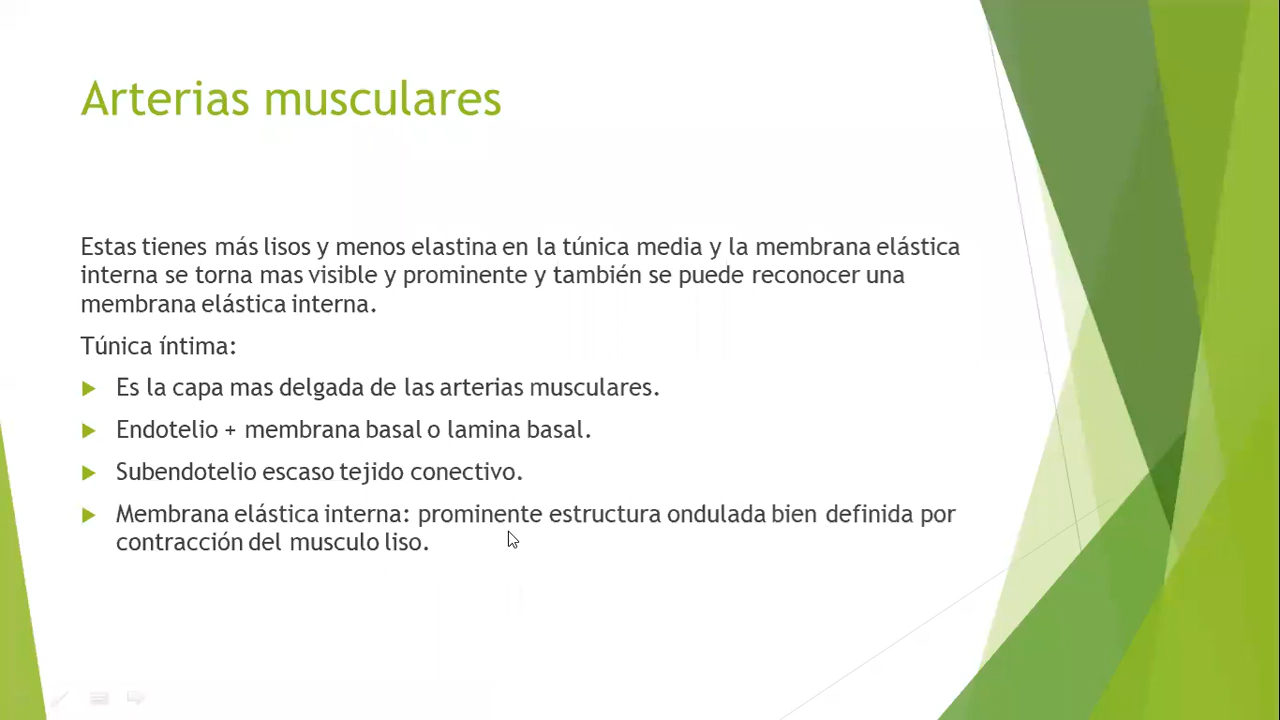 Arterias musculares
Estas tienes más lisos y menos elastina en la túnica media y la membrana elástica
interna se torna mas visible y prominente y también se puede reconocer una
membrana elástica interna.
Túnica íntima:
Es la capa mas delgada de las arterias musculares.
Endotelio + membrana basal o lamina basal.
Subendotelio escaso tejido conectivo.
Membrana elástica interna: prominente estructura ondulada bien definida por
contracción del musculo liso.